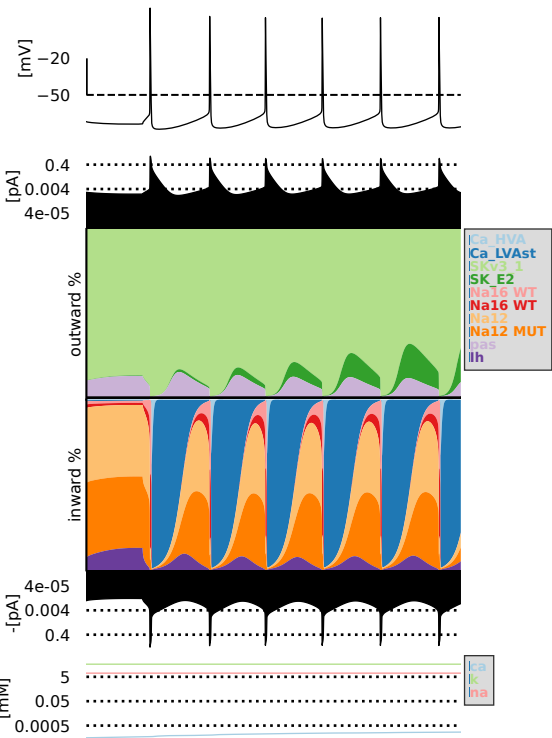 [mV]
−20
−50
[pA]
0.4
0.004
4e-05
outward %
Ca_HVA
Ca_LVAst
SKv3_1
SK_E2
Na16 WT
Na16 WT
Na12
Na12 MUT
pas
Ih
inward %
-[pA]
4e-05
0.004
0.4
[mM]
5
0.05
0.0005
ca
k
na